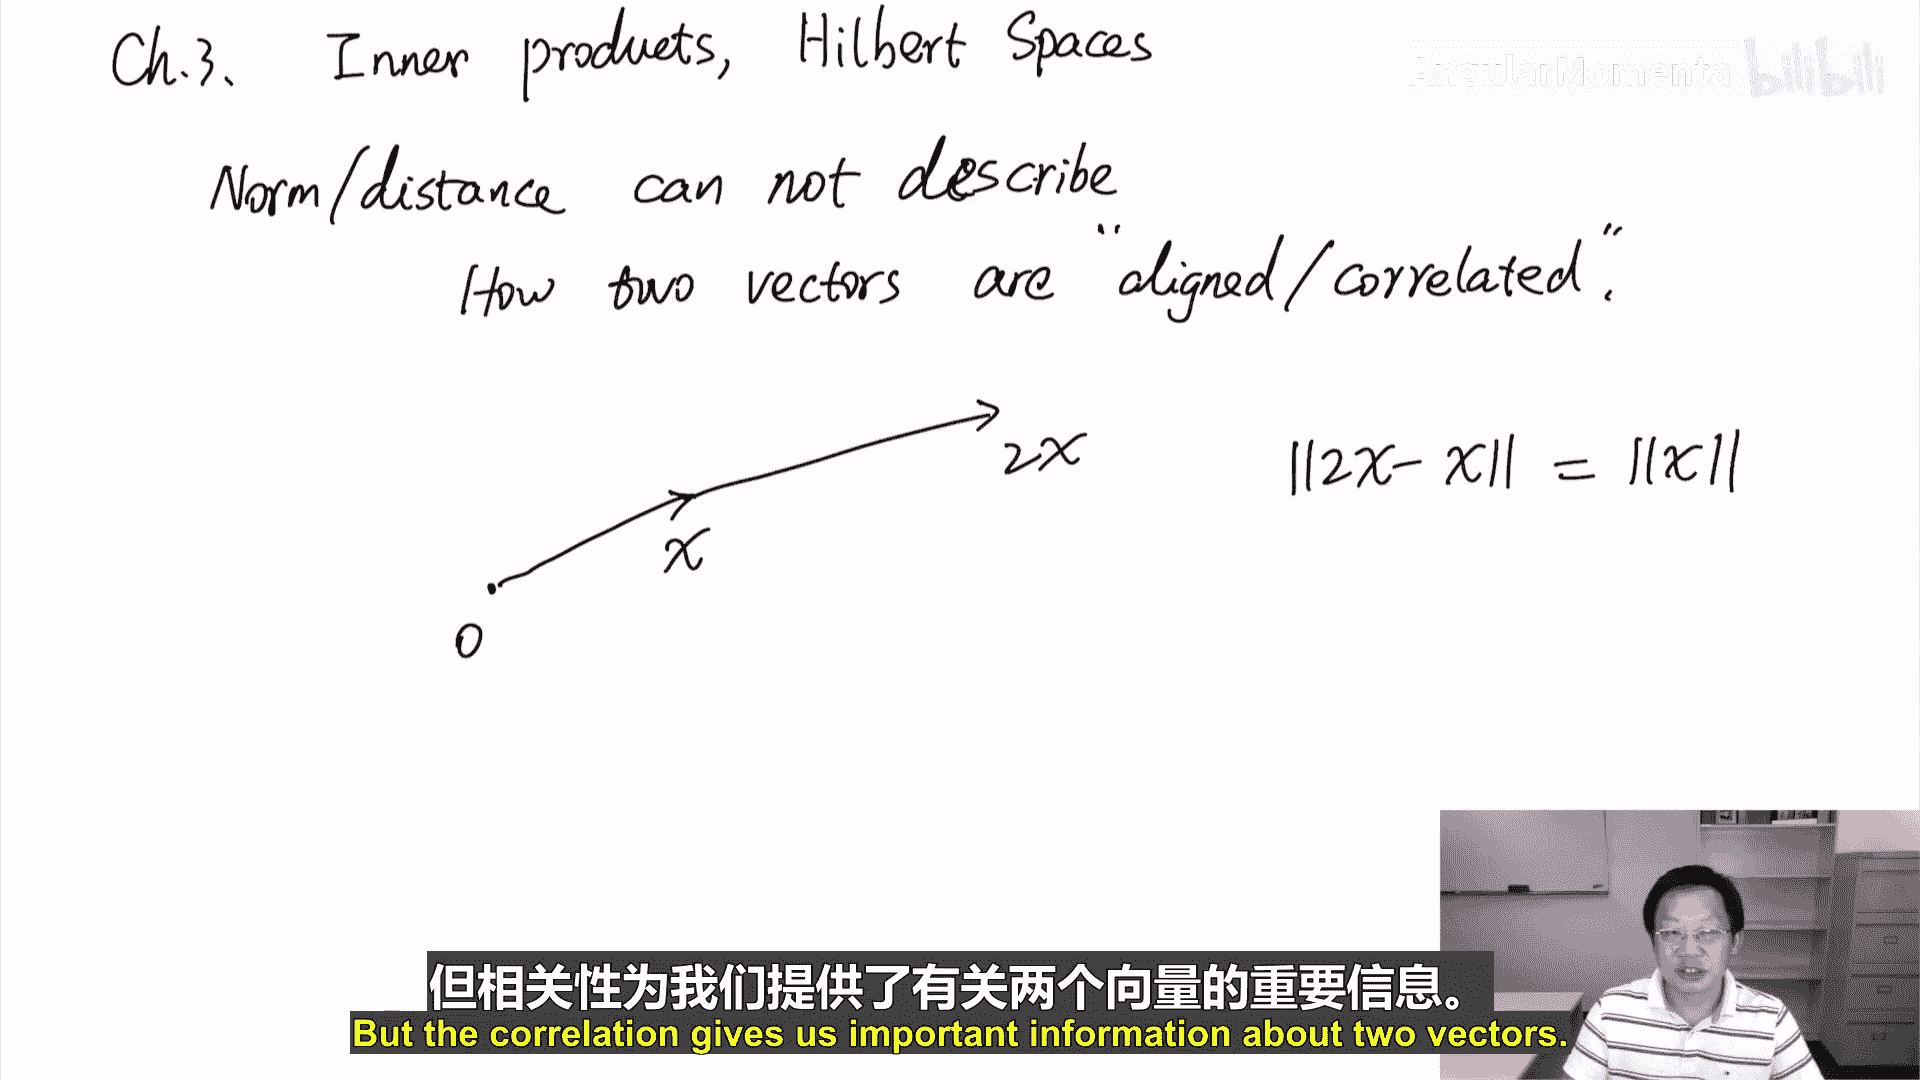 Ch.3. Inner products, Hilbert Spaces
AngularMomenta bilibili
Norm/distance can not describe
How two vectors are "aligned/correlated".
2x
||2x - x|| = ||x||
x
0
但相关性为我们提供了有关两个向量的重要信息。
But the correlation gives us important information about two vectors.